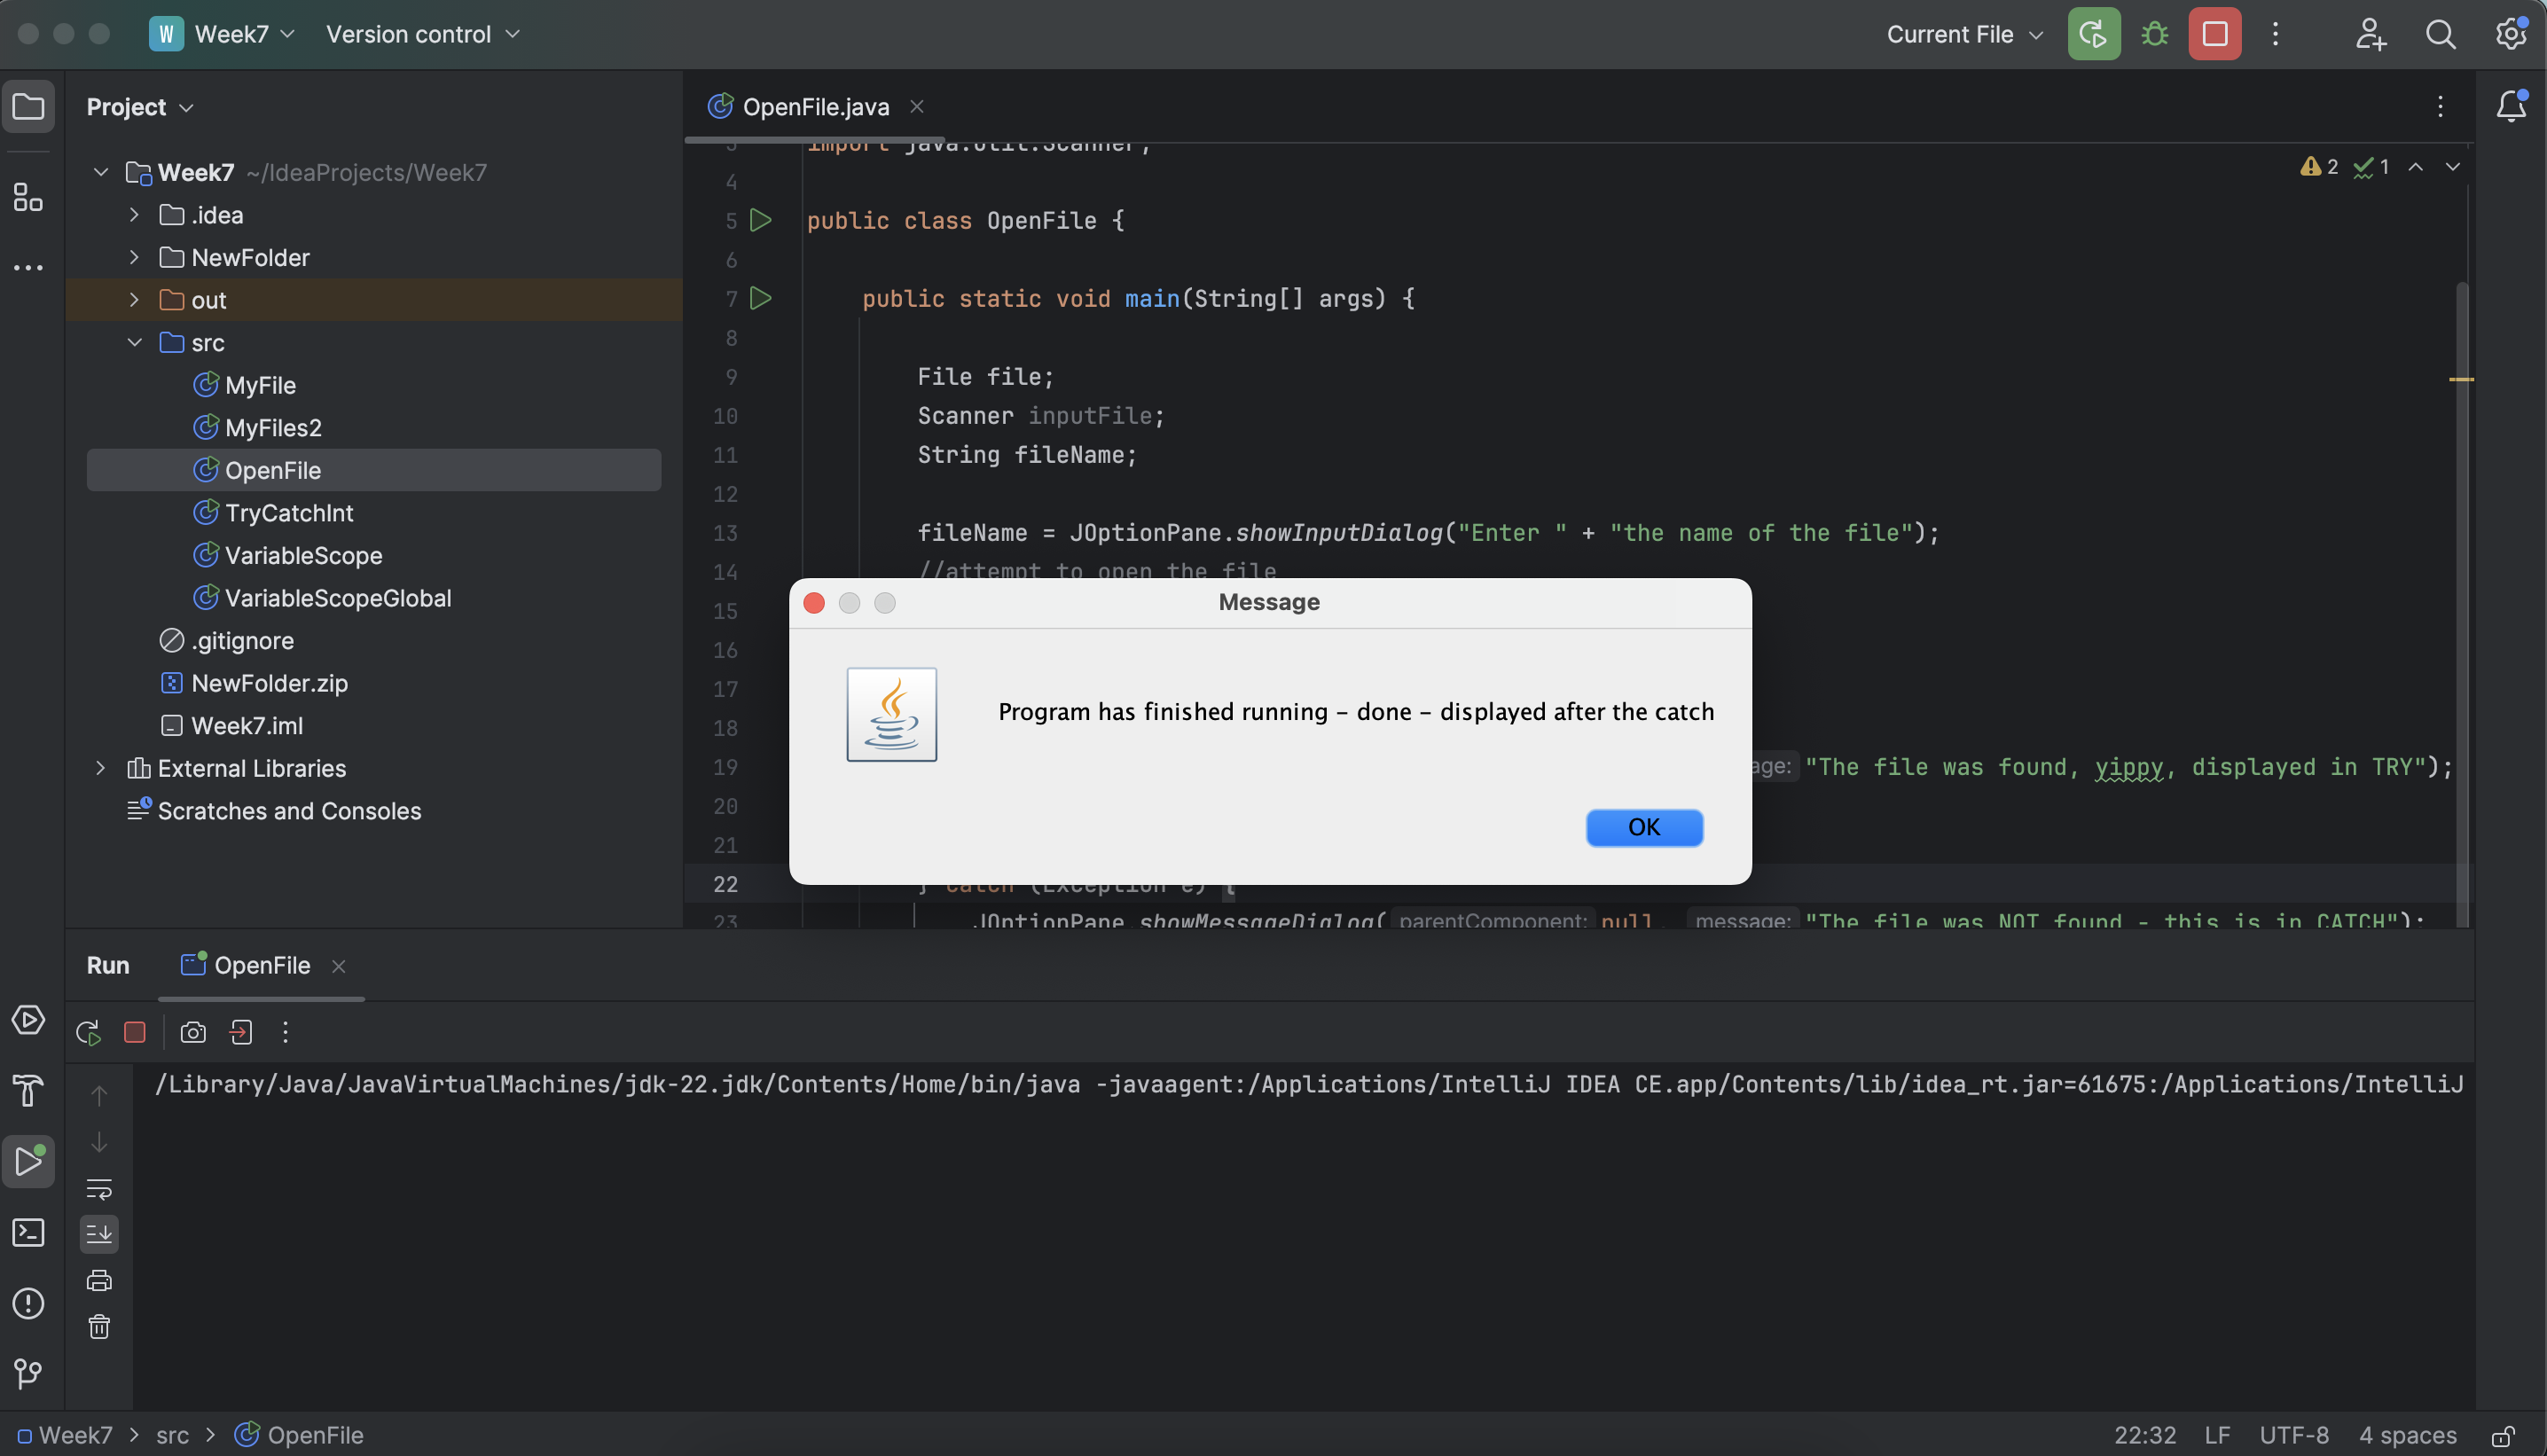 W Week7 Version control Current File
Project
Week7 ~/IdeaProjects/Week7
.idea
NewFolder
out
src
MyFile
MyFiles2
OpenFile
TryCatchInt
VariableScope
VariableScopeGlobal
.gitignore
NewFolder.zip
Week7.iml
External Libraries
Scratches and Consoles
OpenFile.java
2 1
3 import java.util.Scanner;
4
5 public class OpenFile {
6
7 public static void main(String[] args) {
8
9 File file;
10 Scanner inputFile;
11 String fileName;
12
13 fileName = JOptionPane.showInputDialog("Enter " + "the name of the file");
14 //attempt to open the file
15
16
17
18
19 age: "The file was found, yippy, displayed in TRY");
20
21
22 } catch (Exception e) {
23 JOptionPane.showMessageDialog( parentComponent: null, message: "The file was NOT found - this is in CATCH");
Message
Program has finished running - done - displayed after the catch
OK
Run OpenFile
/Library/Java/JavaVirtualMachines/jdk-22.jdk/Contents/Home/bin/java -javaagent:/Applications/IntelliJ IDEA CE.app/Contents/lib/idea_rt.jar=61675:/Applications/IntelliJ
Week7 > src > OpenFile 22:32 LF UTF-8 4 spaces